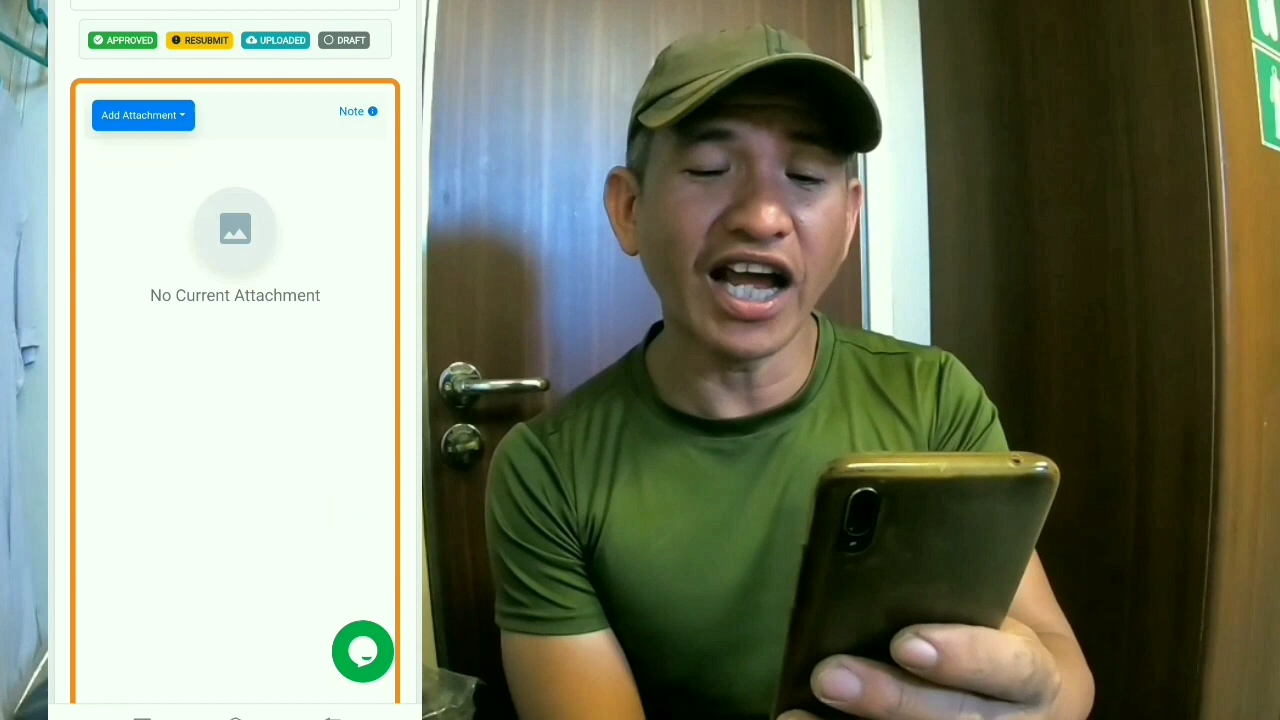 APPROVED RESUBMIT UPLOADED DRAFT
Add Attachment Note
No Current Attachment